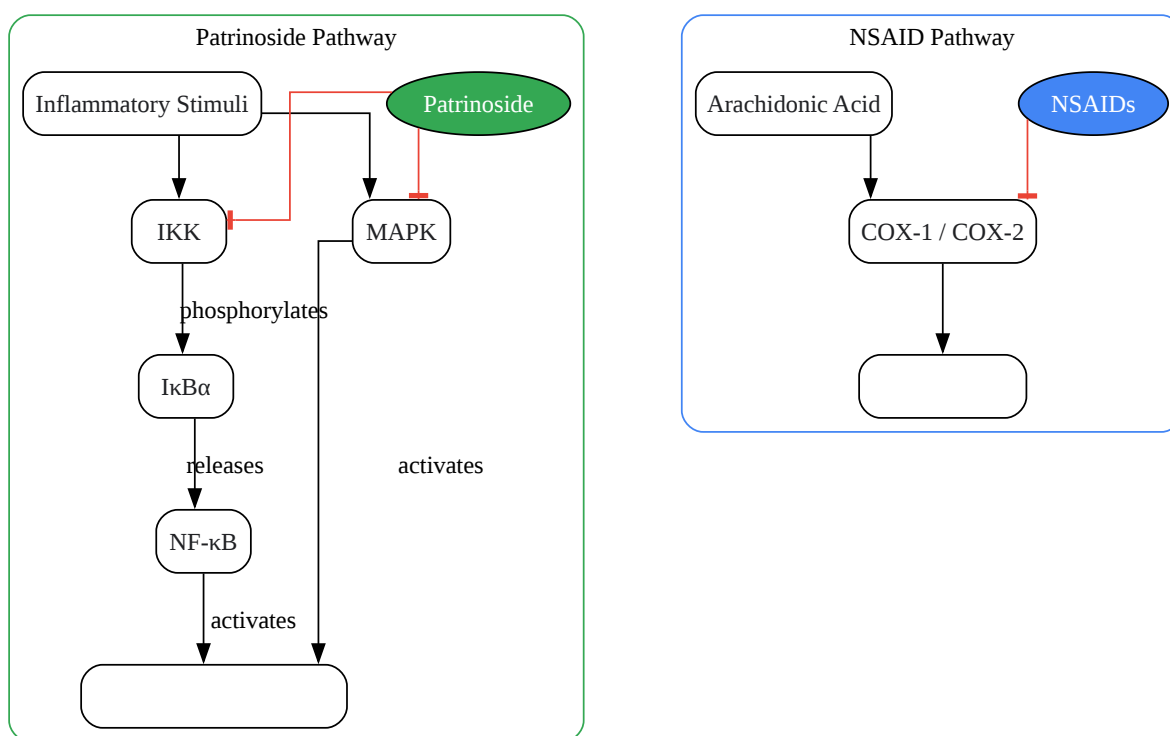 Patrinoside Pathway
Inflammatory Stimuli
Patrinoside
IKK
MAPK
phosphorylates
IκBα
releases
activates
NF-κB
activates
NSAID Pathway
Arachidonic Acid
NSAIDs
COX-1 / COX-2